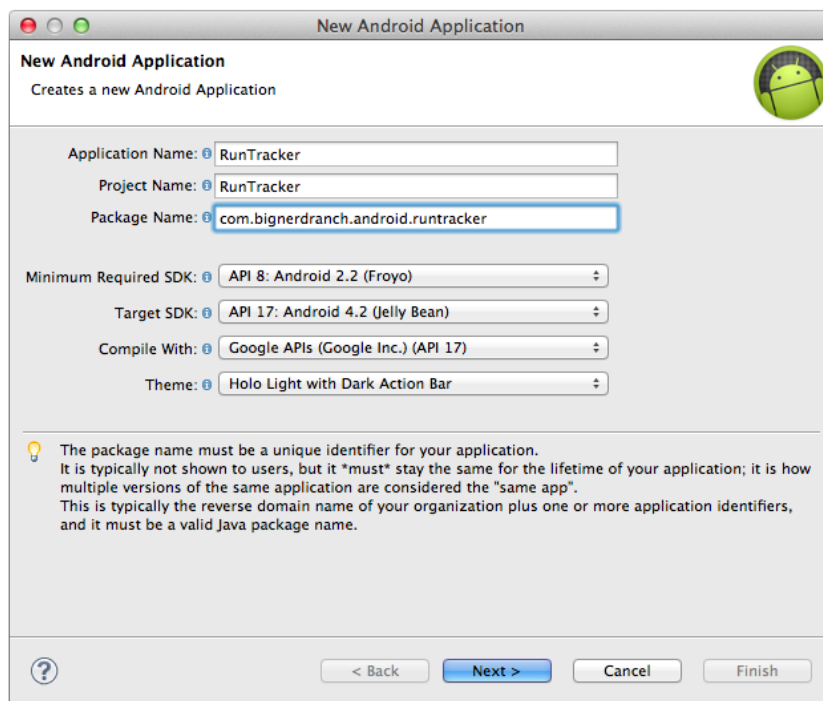 New Android Application
New Android Application
Creates a new Android Application
Application Name: RunTracker
Project Name: RunTracker
Package Name: com.bignerdranch.android.runtracker
Minimum Required SDK: API 8: Android 2.2 (Froyo)
Target SDK: API 17: Android 4.2 (Jelly Bean)
Compile With: Google APIs (Google Inc.) (API 17)
Theme: Holo Light with Dark Action Bar
The package name must be a unique identifier for your application.
It is typically not shown to users, but it *must* stay the same for the lifetime of your application; it is how
multiple versions of the same application are considered the "same app".
This is typically the reverse domain name of your organization plus one or more application identifiers,
and it must be a valid Java package name.
? < Back Next > Cancel Finish